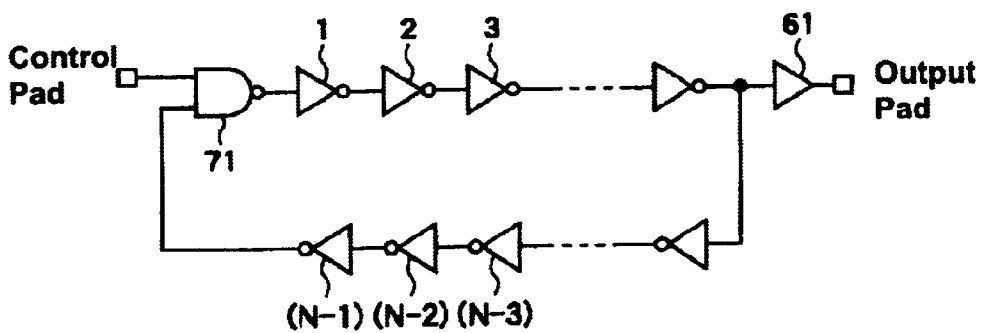 1 2 3 61
Control
Pad
Output
Pad
71
(N-1) (N-2) (N-3)